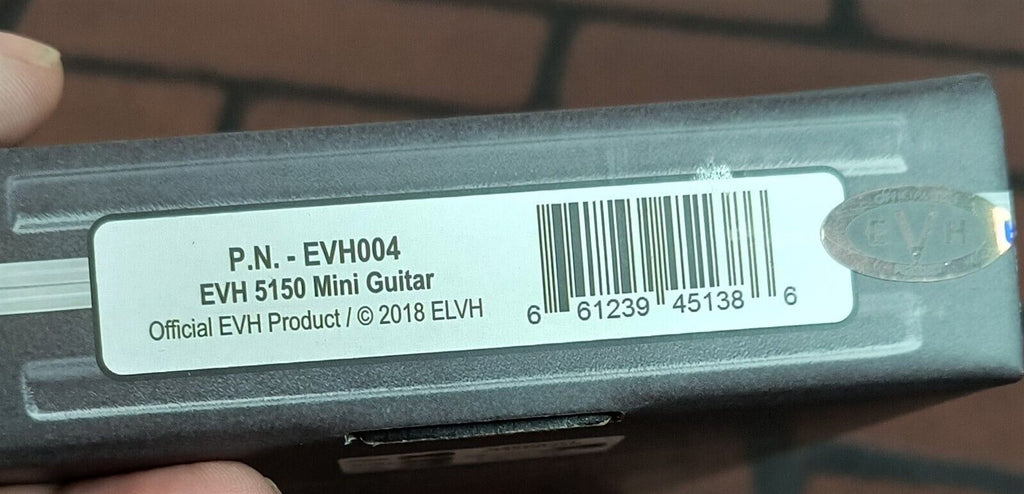 P.N. - EVH004
EVH 5150 Mini Guitar
Official EVH Product / © 2018 ELVH
6 61239 45138 6
EVH